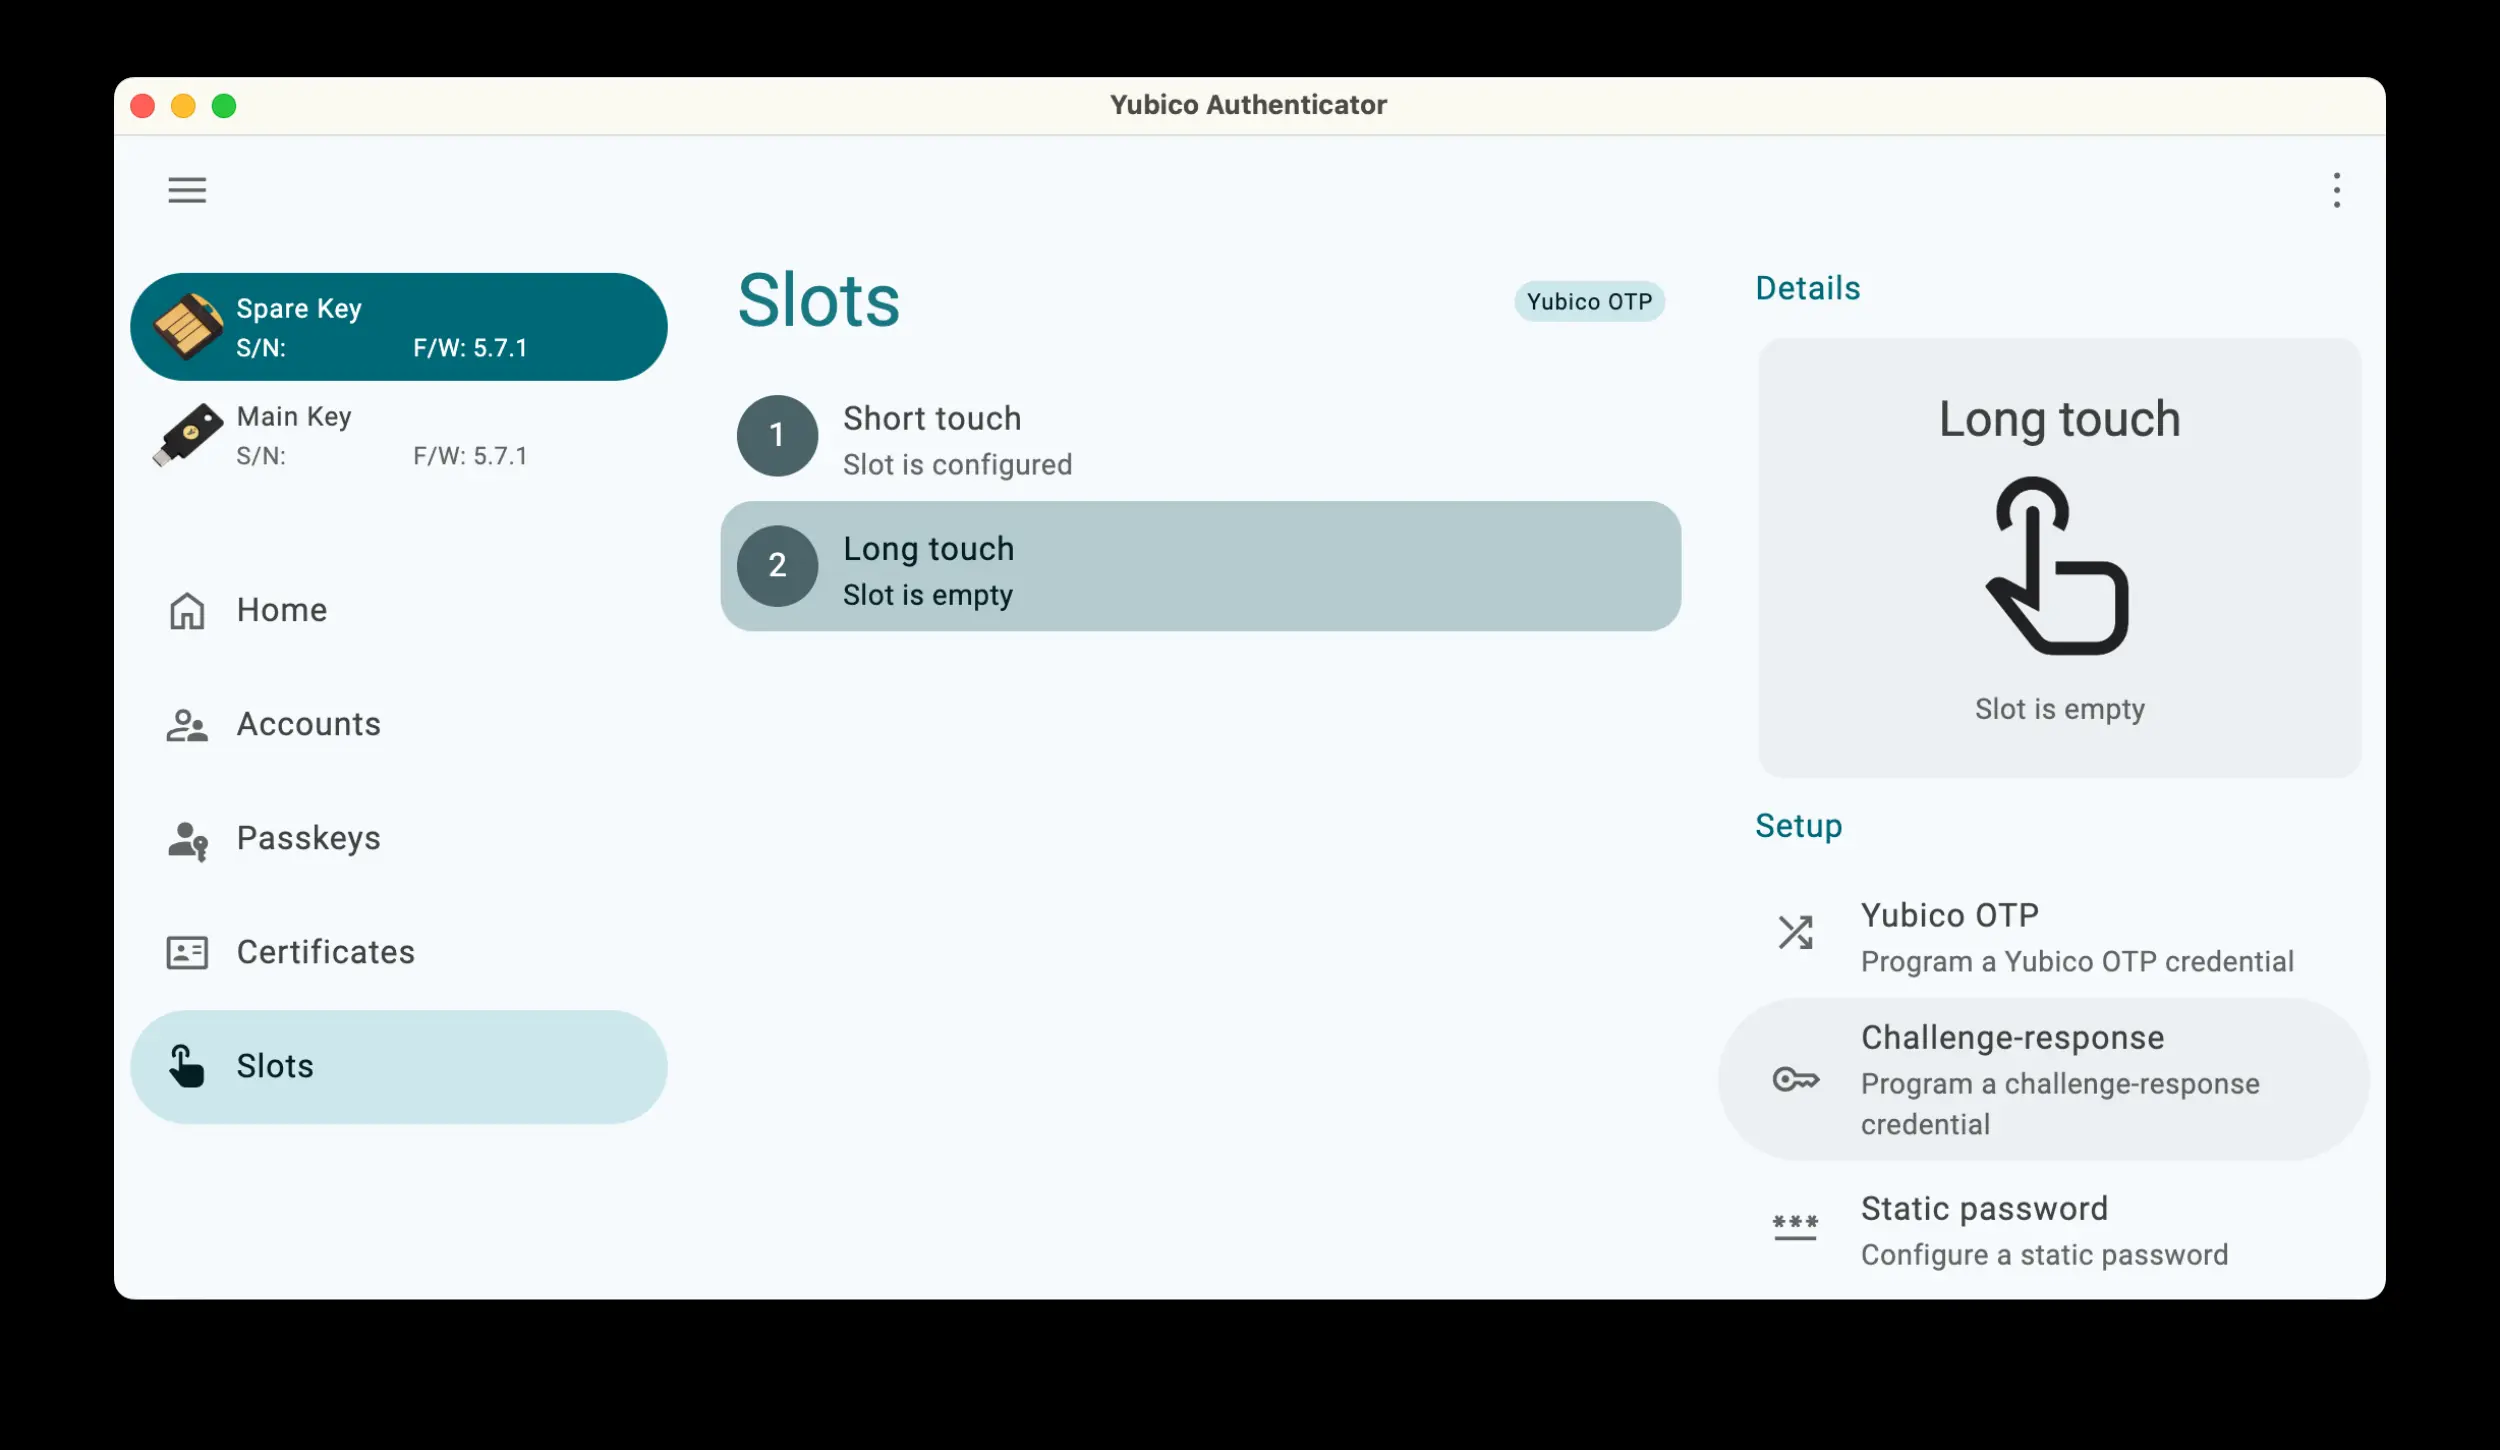 Yubico Authenticator
Spare Key
S/N: F/W: 5.7.1
Main Key
S/N: F/W: 5.7.1
Home
Accounts
Passkeys
Certificates
Slots
Slots
Yubico OTP
1
Short touch
Slot is configured
2
Long touch
Slot is empty
Details
Long touch
Slot is empty
Setup
Yubico OTP
Program a Yubico OTP credential
Challenge-response
Program a challenge-response
credential
***
Static password
Configure a static password